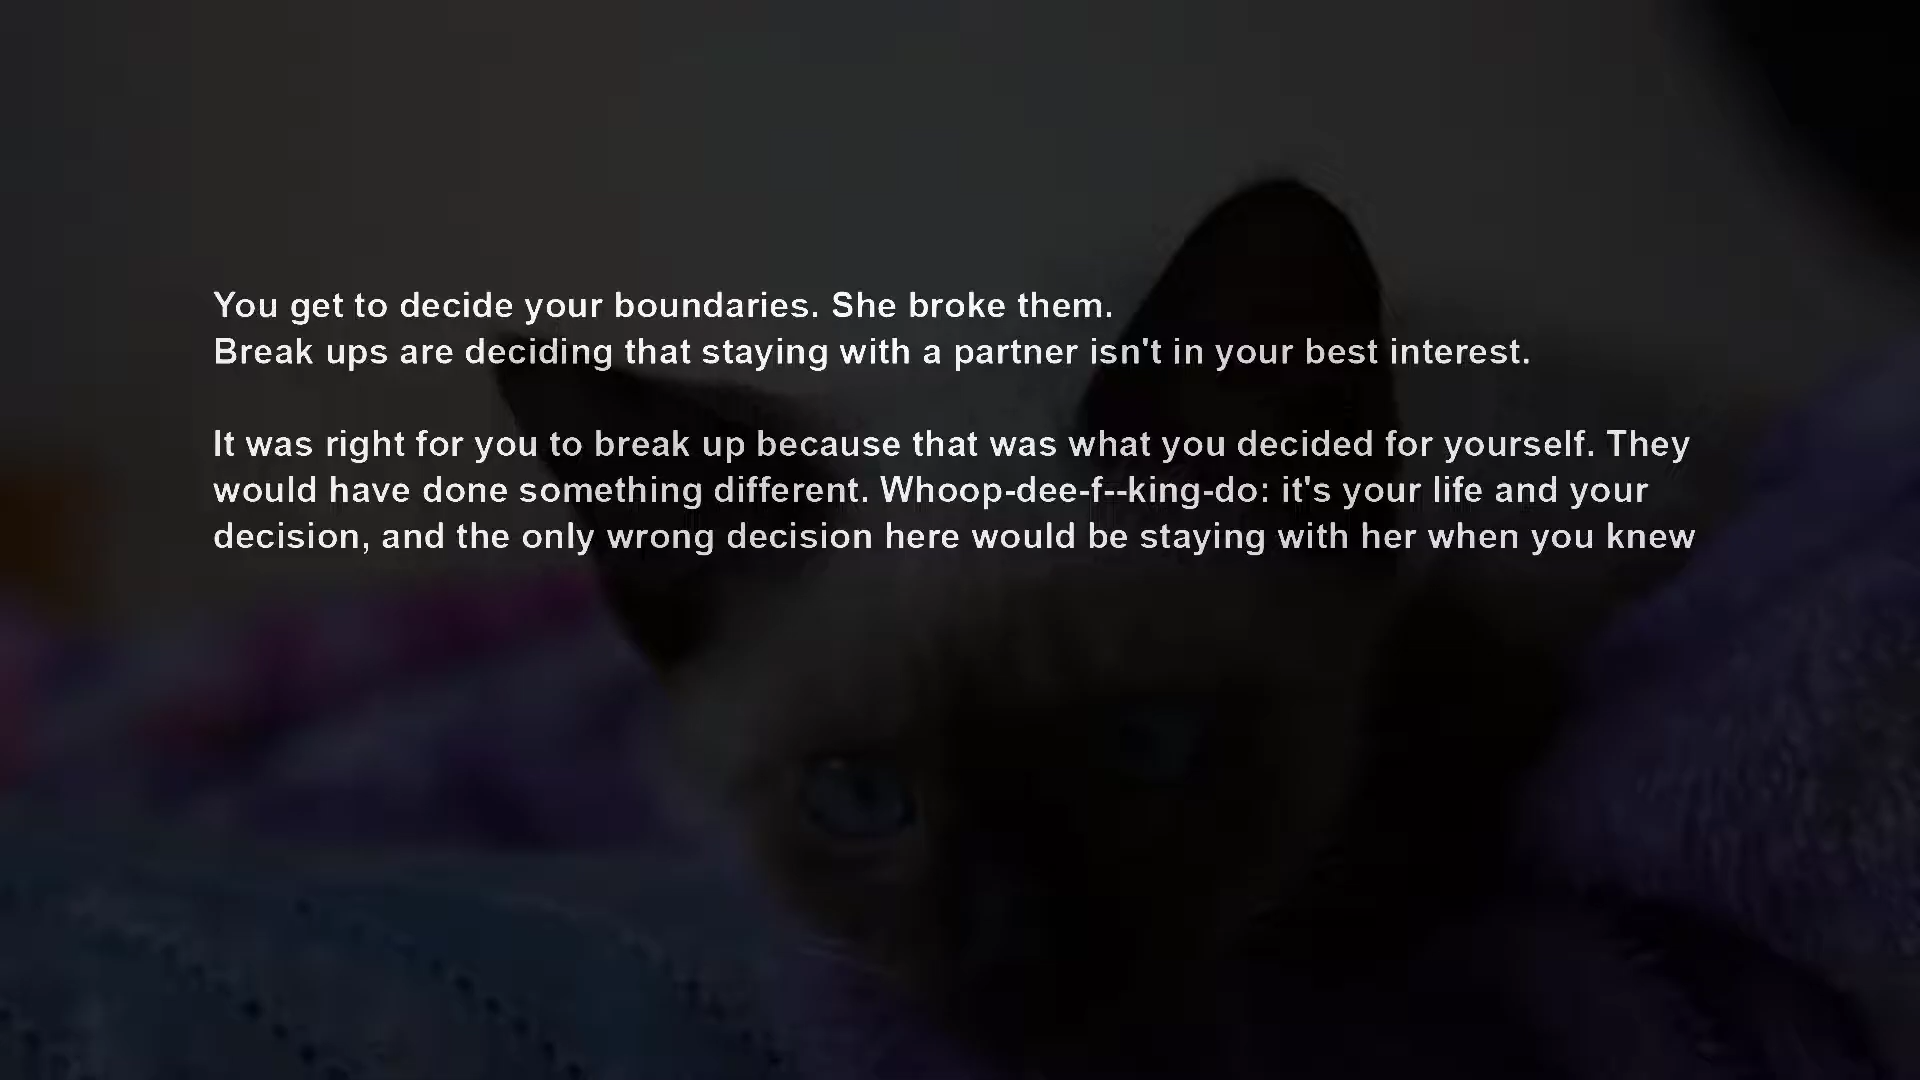 You get to decide your boundaries. She broke them.
Break ups are deciding that staying with a partner isn't in your best interest.
It was right for you to break up because that was what you decided for yourself. They
would have done something different. Whoop-dee-f--king-do: it's your life and your
decision, and the only wrong decision here would be staying with her when you knew